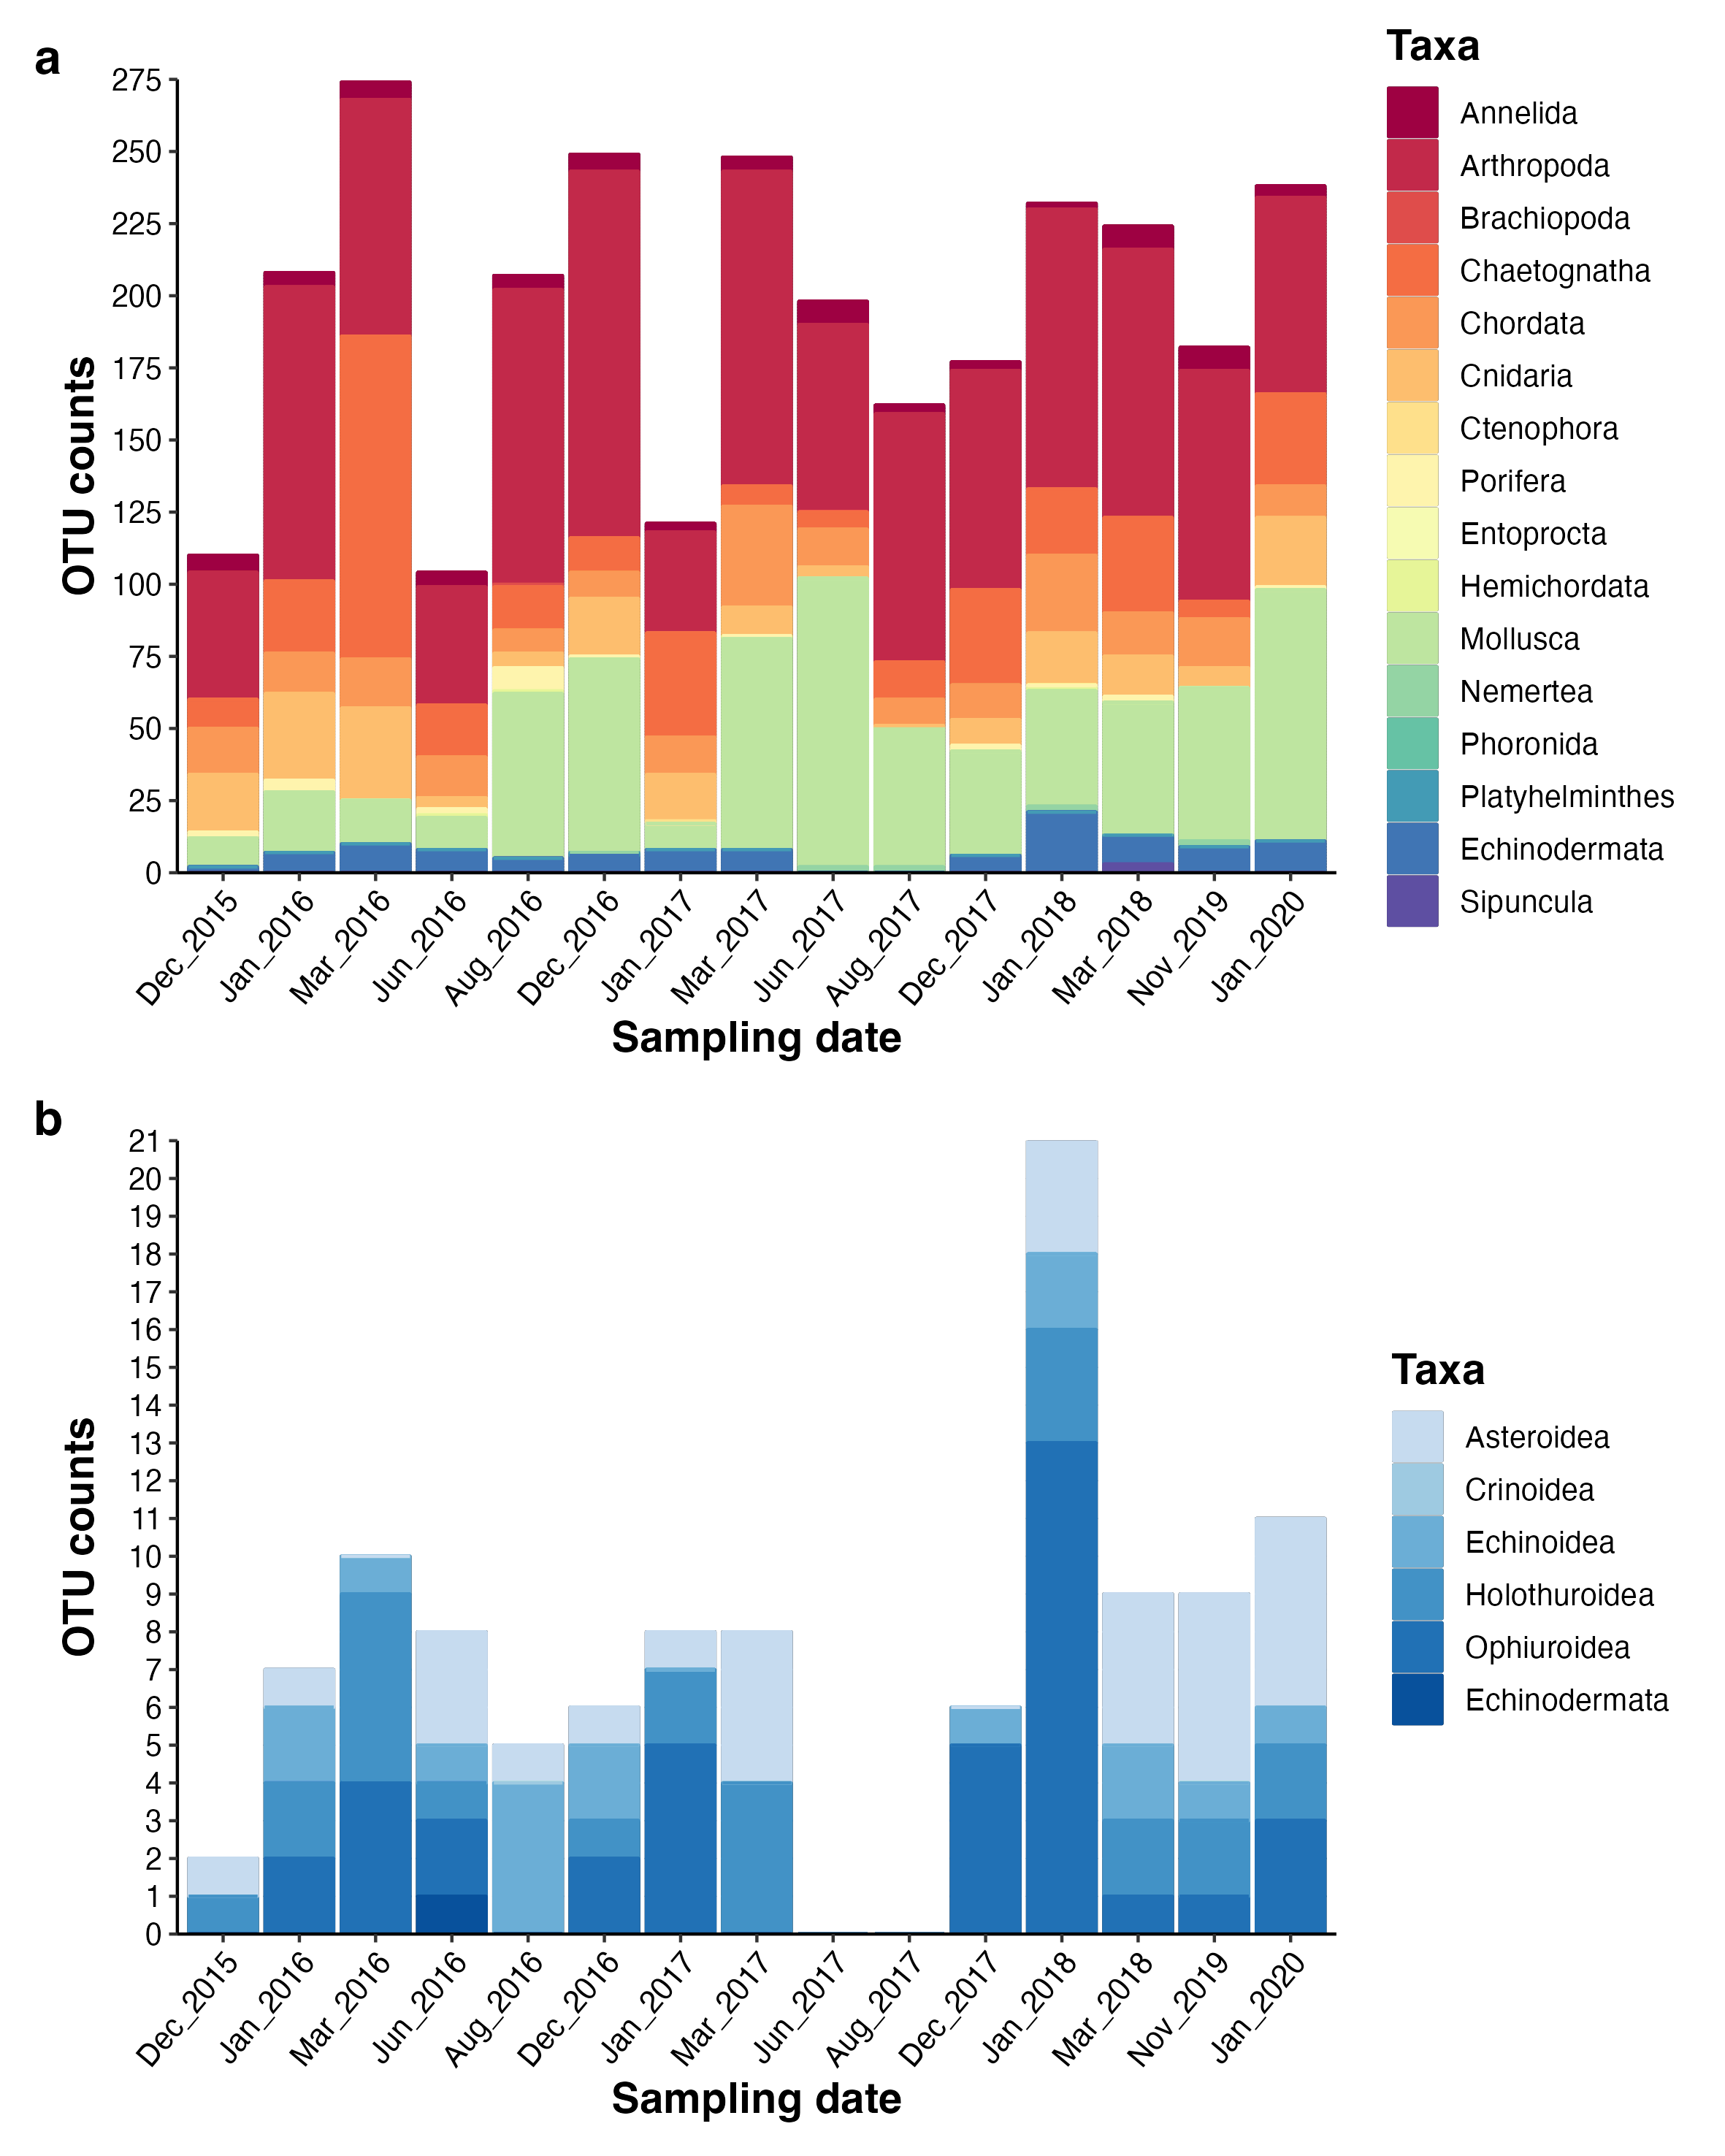 a
OTU counts
275
250
225
200
175
150
125
100
75
50
25
0
Dec_2015
Jan_2016
Mar_2016
Jun_2016
Aug_2016
Dec_2016
Jan_2017
Mar_2017
Jun_2017
Aug_2017
Dec_2017
Jan_2018
Mar_2018
Nov_2019
Jan_2020
Sampling date
Taxa
Annelida
Arthropoda
Brachiopoda
Chaetognatha
Chordata
Cnidaria
Ctenophora
Porifera
Entoprocta
Hemichordata
Mollusca
Nemertea
Phoronida
Platyhelminthes
Echinodermata
Sipuncula
b
OTU counts
21
20
19
18
17
16
15
14
13
12
11
10
9
8
7
6
5
4
3
2
1
0
Dec_2015
Jan_2016
Mar_2016
Jun_2016
Aug_2016
Dec_2016
Jan_2017
Mar_2017
Jun_2017
Aug_2017
Dec_2017
Jan_2018
Mar_2018
Nov_2019
Jan_2020
Sampling date
Taxa
Asteroidea
Crinoidea
Echinoidea
Holothuroidea
Ophiuroidea
Echinodermata